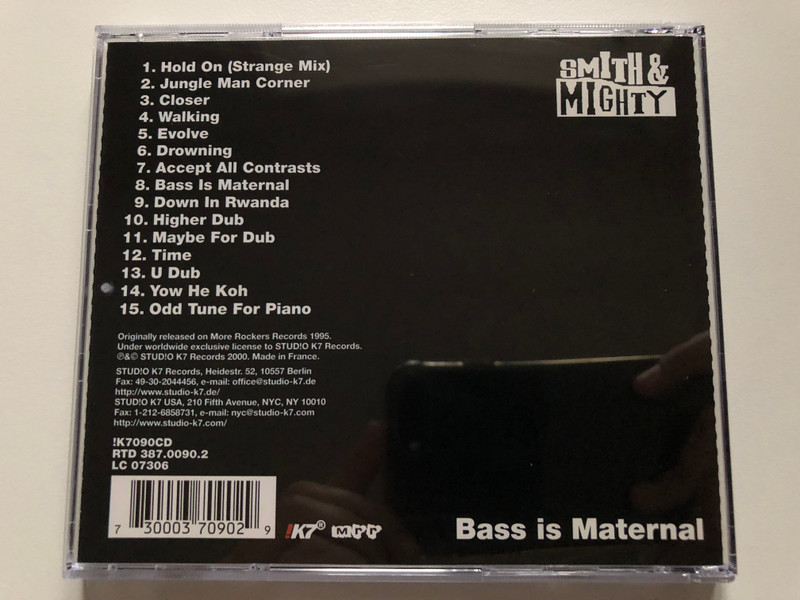 1. Hold On (Strange Mix)
2. Jungle Man Corner
3. Closer
4. Walking
5. Evolve
6. Drowning
7. Accept All Contrasts
8. Bass Is Maternal
9. Down In Rwanda
10. Higher Dub
11. Maybe For Dub
12. Time
13. U Dub
14. Yow He Koh
15. Odd Tune For Piano
SMITH &
MIGHTY
Originally released on More Rockers Records 1995.
Under worldwide exclusive license to STUD!O K7 Records.
℗&© STUD!O K7 Records 2000. Made in France.
STUD!O K7 Records, Heidestr. 52, 10557 Berlin
Fax: 49-30-2044456, e-mail: office@studio-k7.de
http://www.studio-k7.de/
STUD!O K7 USA, 210 Fifth Avenue, NYC, NY 10010
Fax: 1-212-6858731, e-mail: nyc@studio-k7.com
http://www.studio-k7.com/
!K7090CD
RTD 387.0090.2
LC 07306
7 30003 70902 9
!K7®
Bass is Maternal